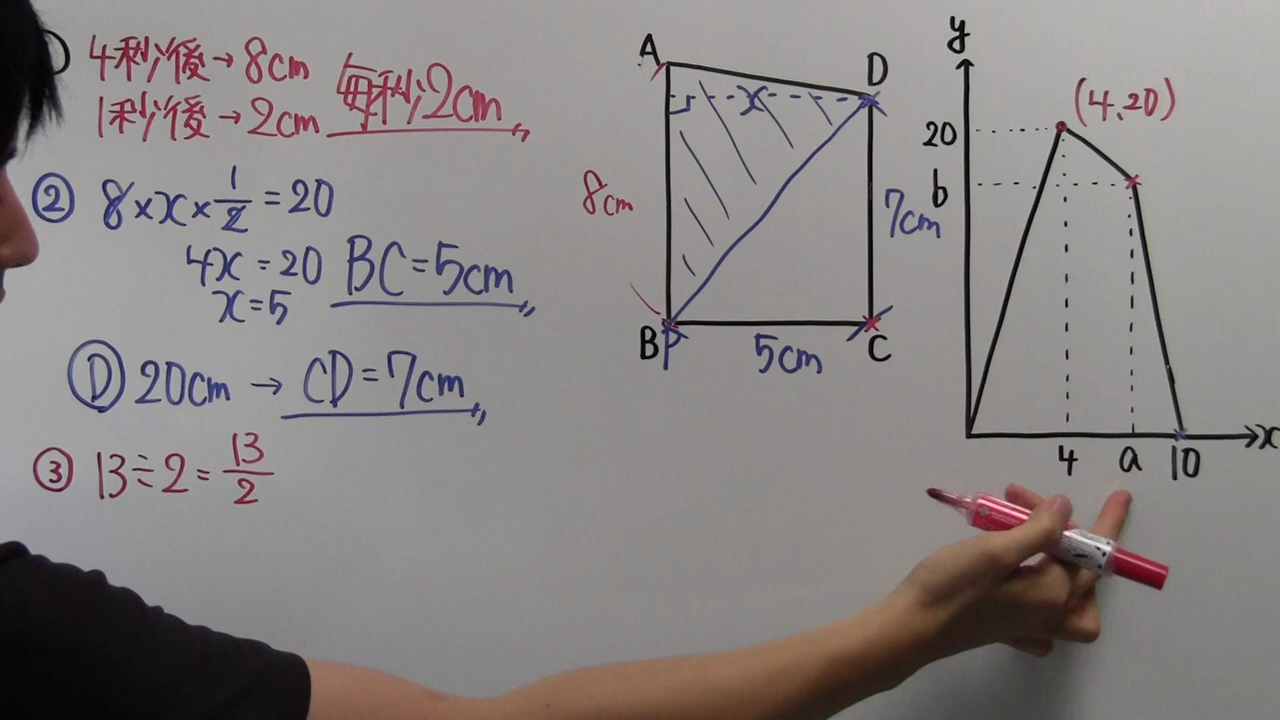 4秒後→8cm
1秒後→2cm 毎秒2cm
② 8×x×1/2=20
4x=20 BC=5cm
x=5
Ⓓ 20cm → CD=7cm
③ 13÷2=13/2
A
D
x
8cm
7cm
B
P
5cm
C
y
(4,20)
20
b
4
a
10
x